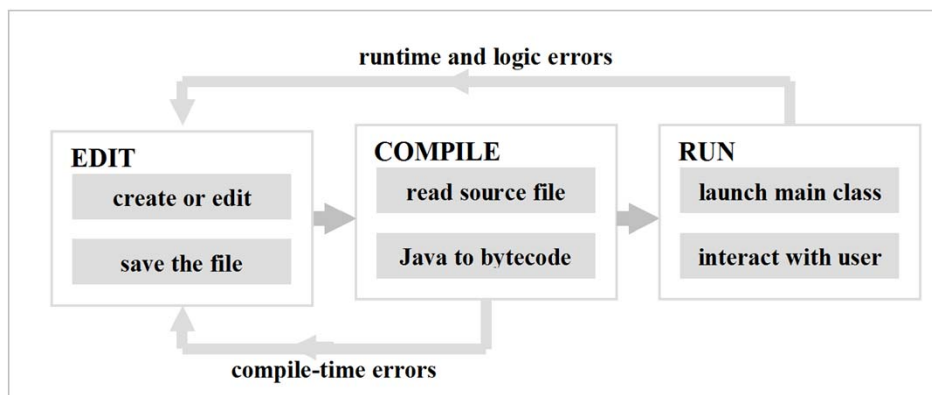 runtime and logic errors
EDIT
create or edit
save the file
COMPILE
read source file
Java to bytecode
RUN
launch main class
interact with user
compile-time errors